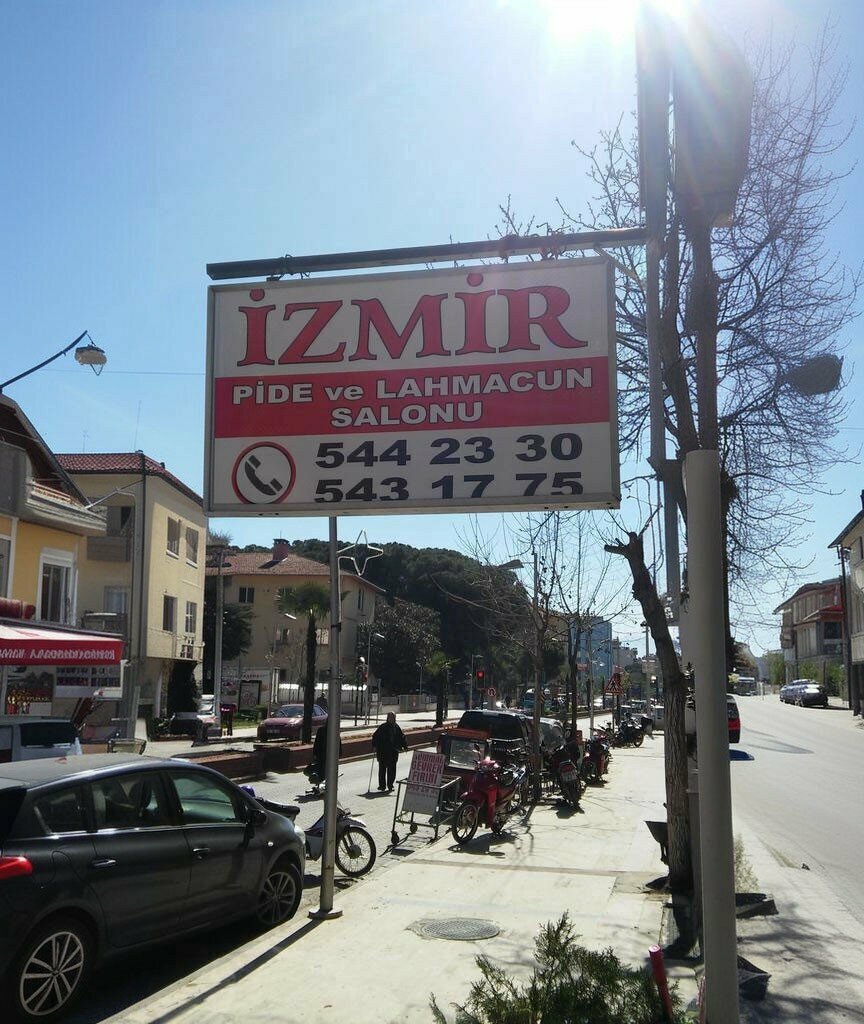 İZMİR
PİDE ve LAHMACUN
SALONU
544 23 30
543 17 75